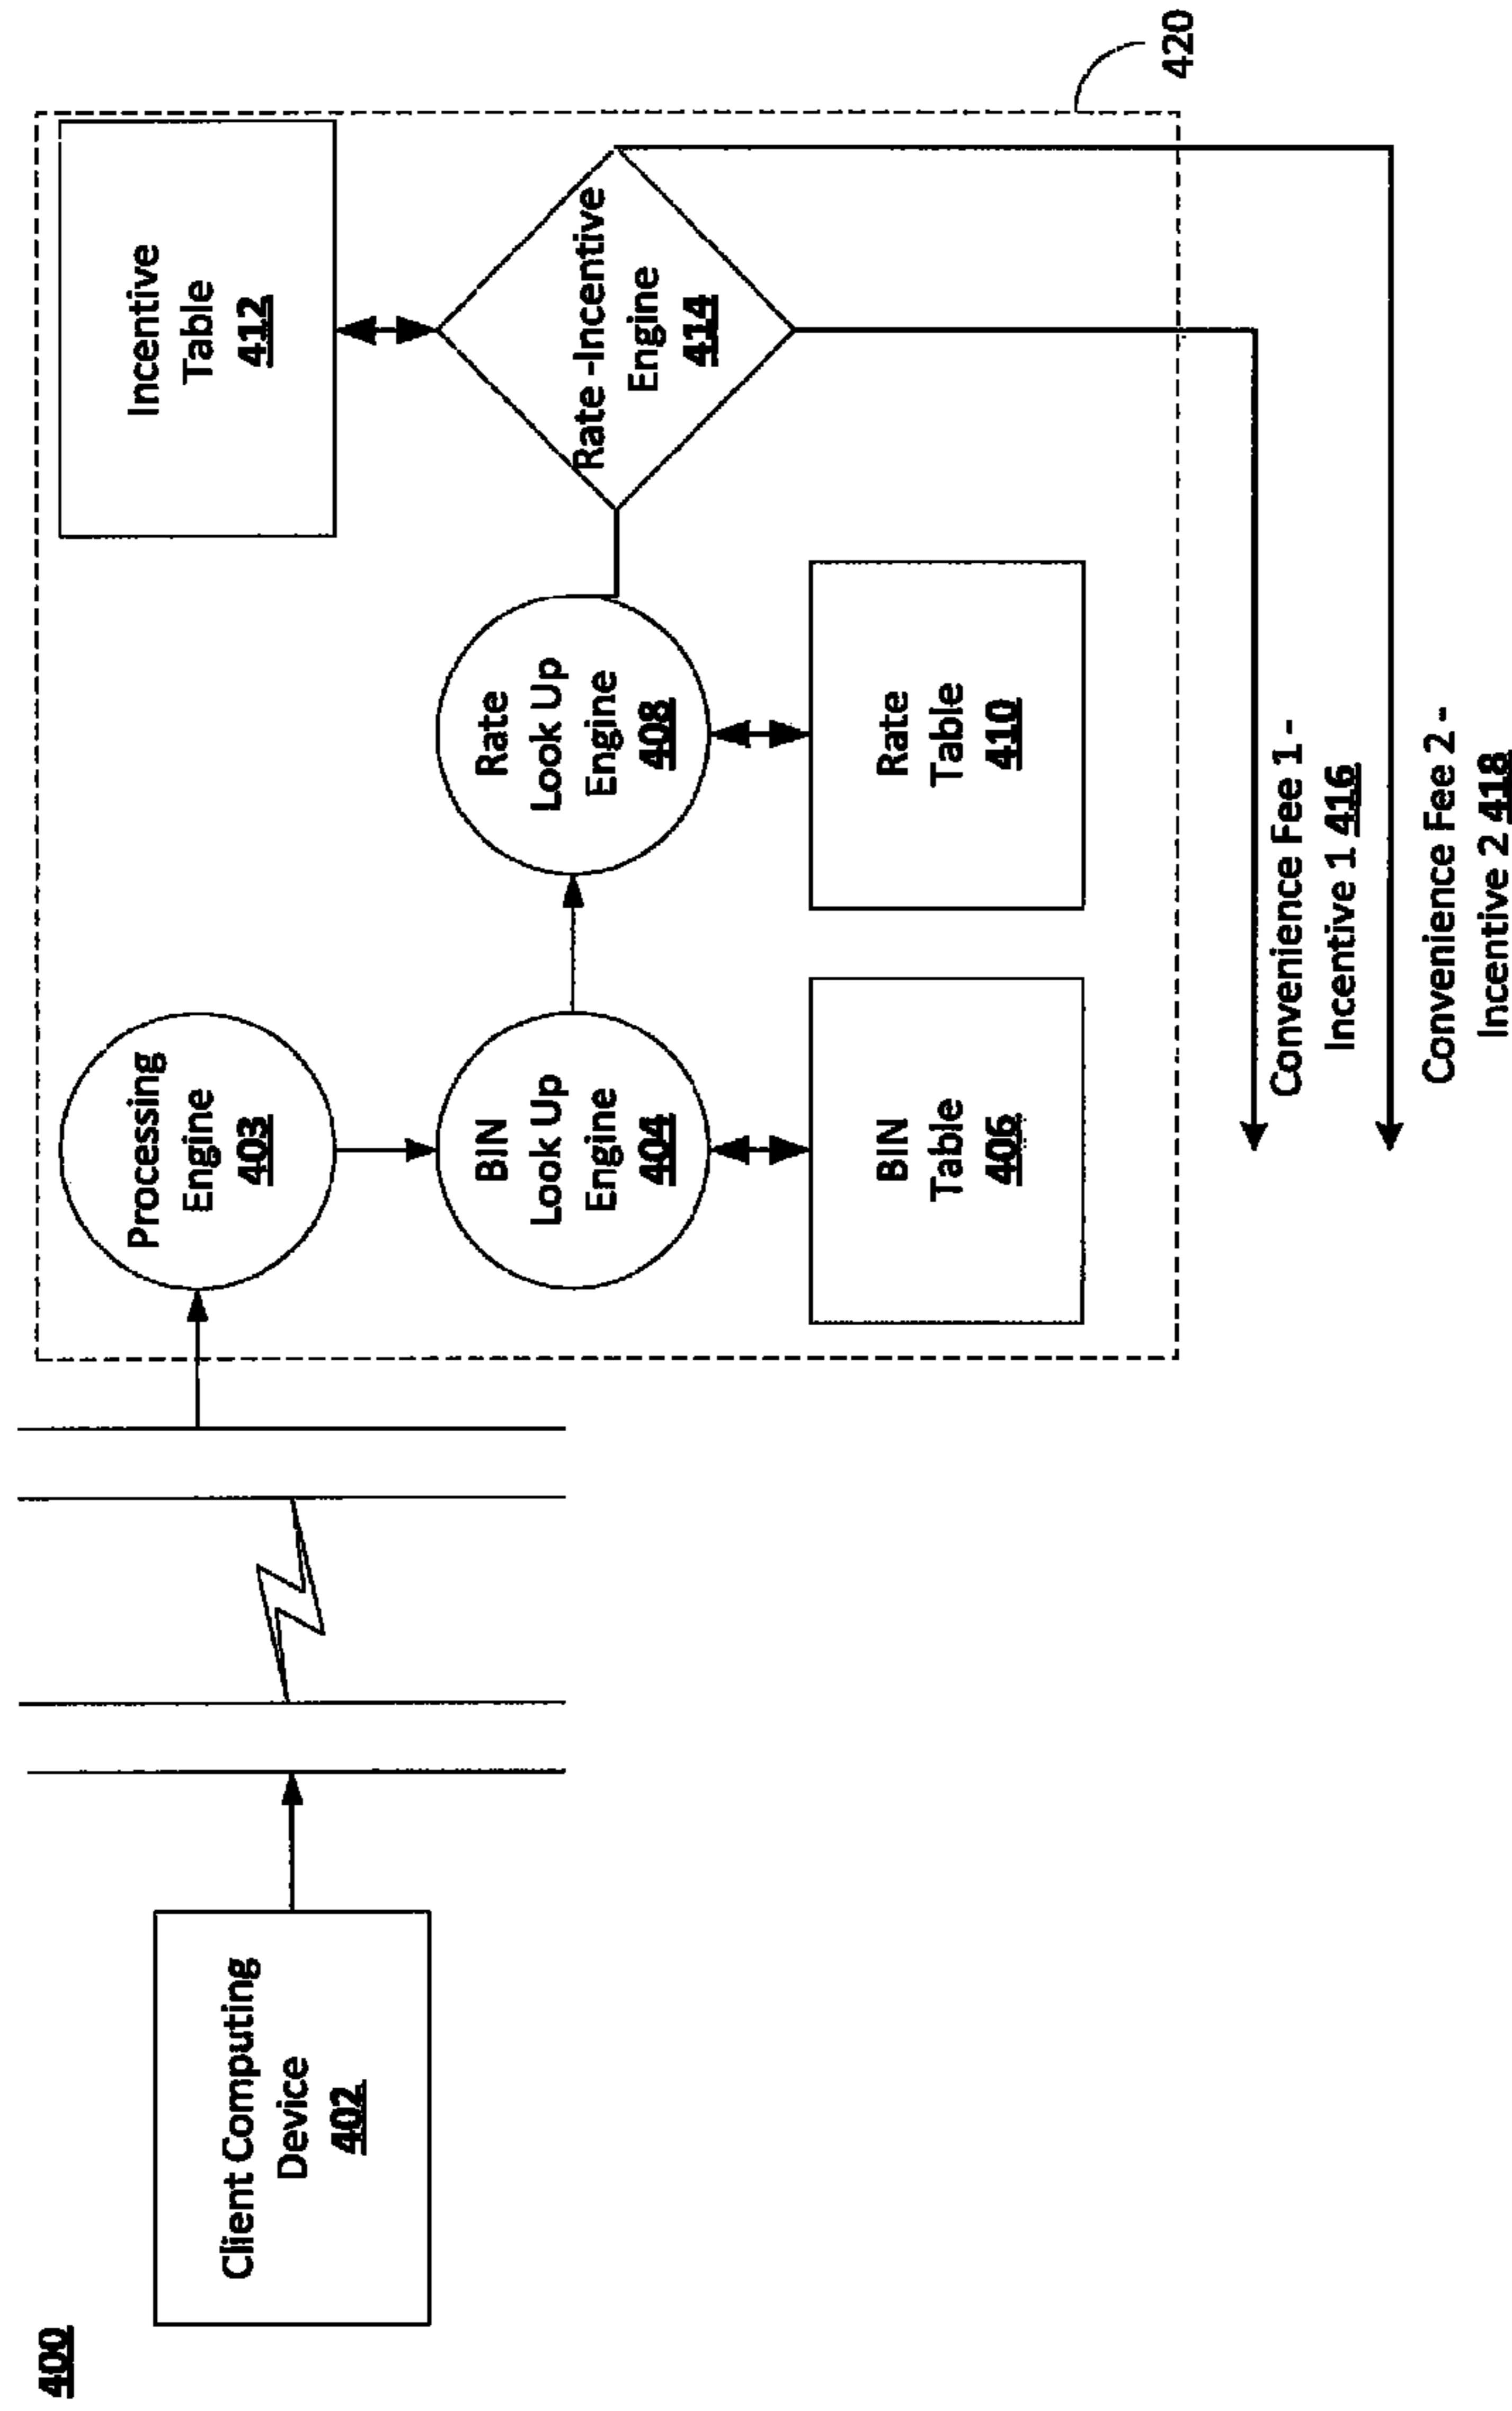 400
Client Computing
Device
402
Processing
Engine
403
BIN
Look Up
Engine
404
BIN
Table
406
Rate
Look Up
Engine
408
Rate
Table
410
Incentive
Table
412
Rate -Incentive
Engine
414
Convenience Fee 1 -
Incentive 1 416
Convenience Fee 2 -
Incentive 2 418
420